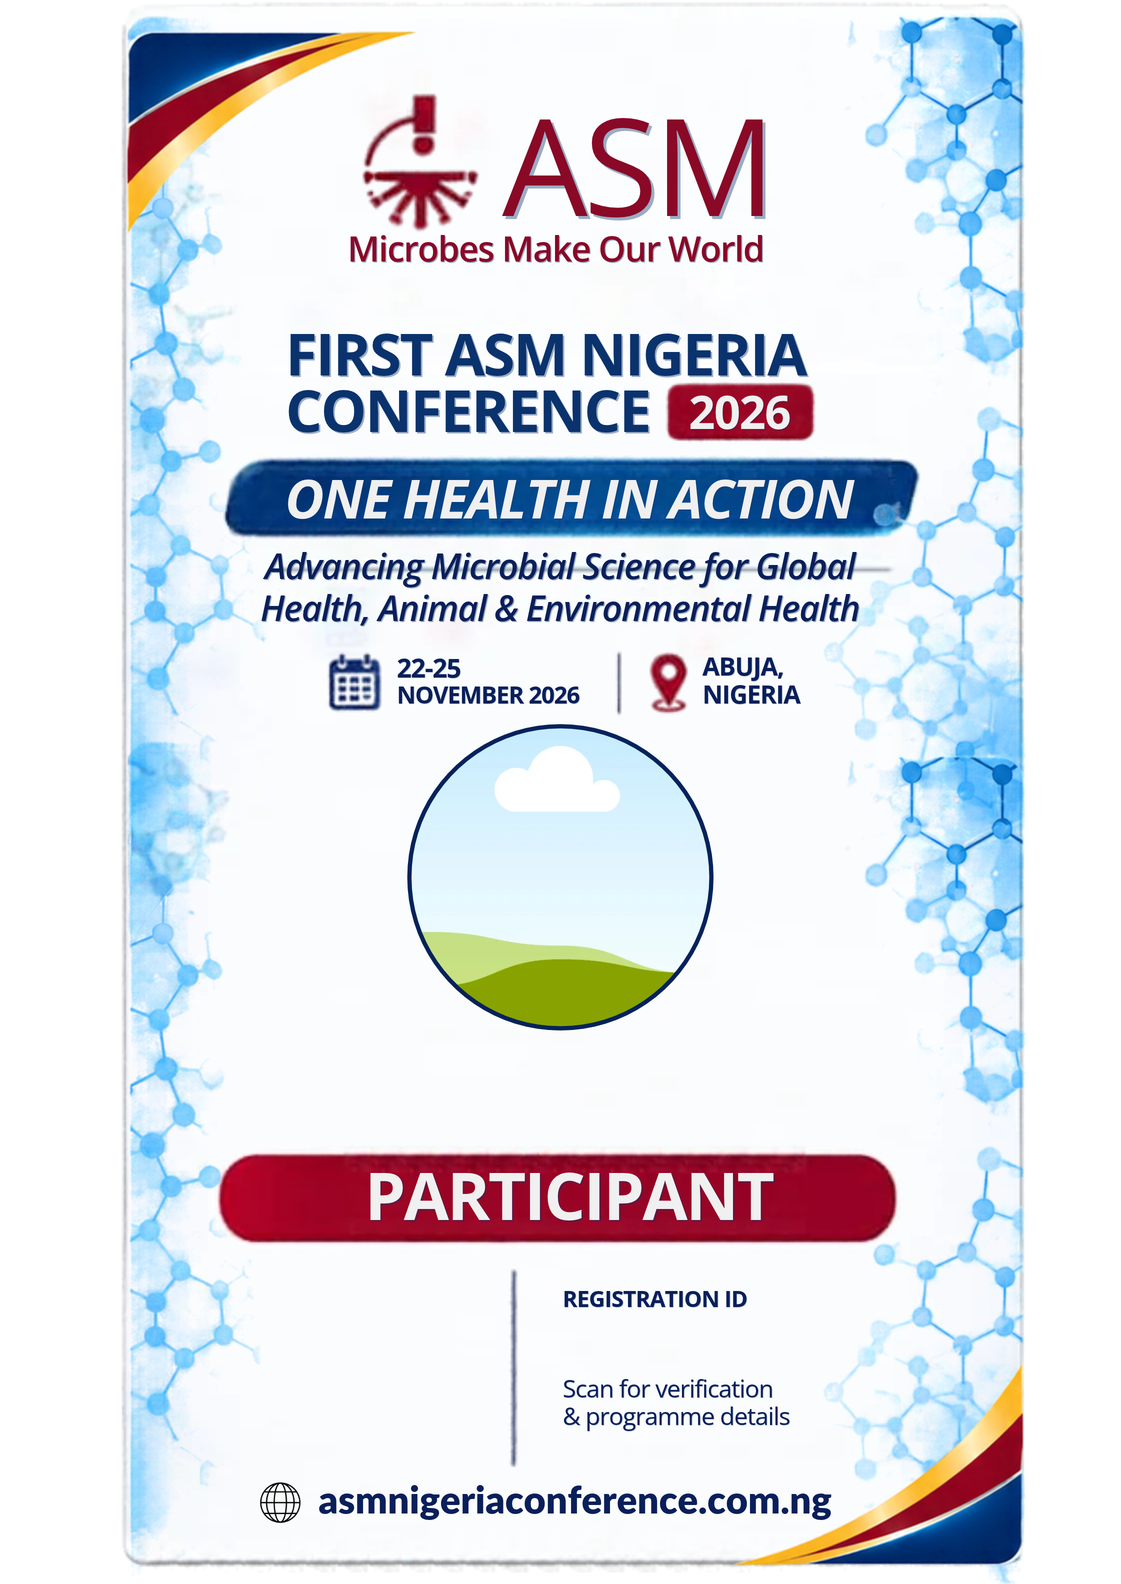 ASM
Microbes Make Our World
FIRST ASM NIGERIA
CONFERENCE 2026
ONE HEALTH IN ACTION
Advancing Microbial Science for Global
Health, Animal & Environmental Health
22-25
NOVEMBER 2026
ABUJA,
NIGERIA
PARTICIPANT
REGISTRATION ID
Scan for verification
& programme details
asmnigeriaconference.com.ng